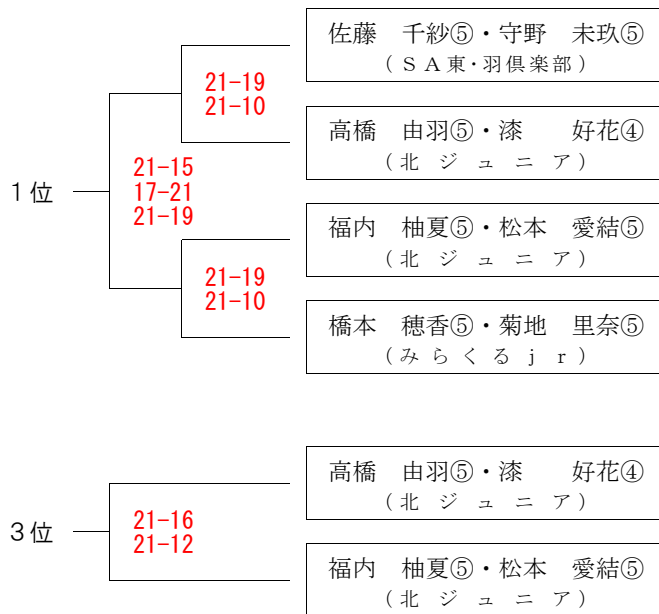 佐藤　千紗⑤・守野　未玖⑤
（ＳＡ東・羽倶楽部）
21-19
21-10
高橋　由羽⑤・漆　　好花④
（北ジュニア）
21-15
17-21
21-19
1位
福内　柚夏⑤・松本　愛結⑤
（北ジュニア）
21-19
21-10
橋本　穂香⑤・菊地　里奈⑤
（みらくるｊｒ）
高橋　由羽⑤・漆　　好花④
（北ジュニア）
21-16
21-12
3位
福内　柚夏⑤・松本　愛結⑤
（北ジュニア）